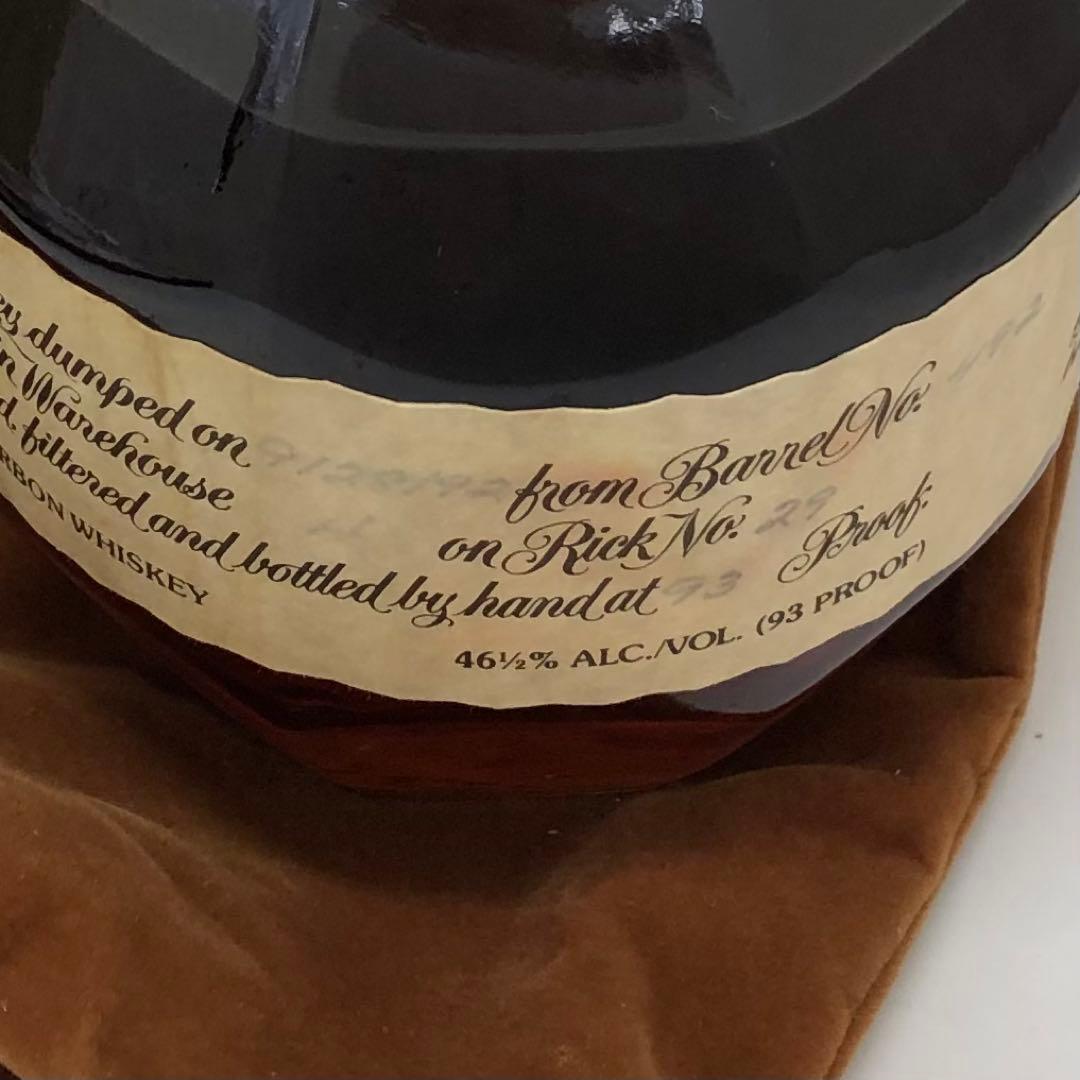 dumped on from Barrel No.
in Warehouse H on Rick No. 29
filtered and bottled by hand at 93 Proof.
WHISKEY 46½% ALC./VOL. (93 PROOF)